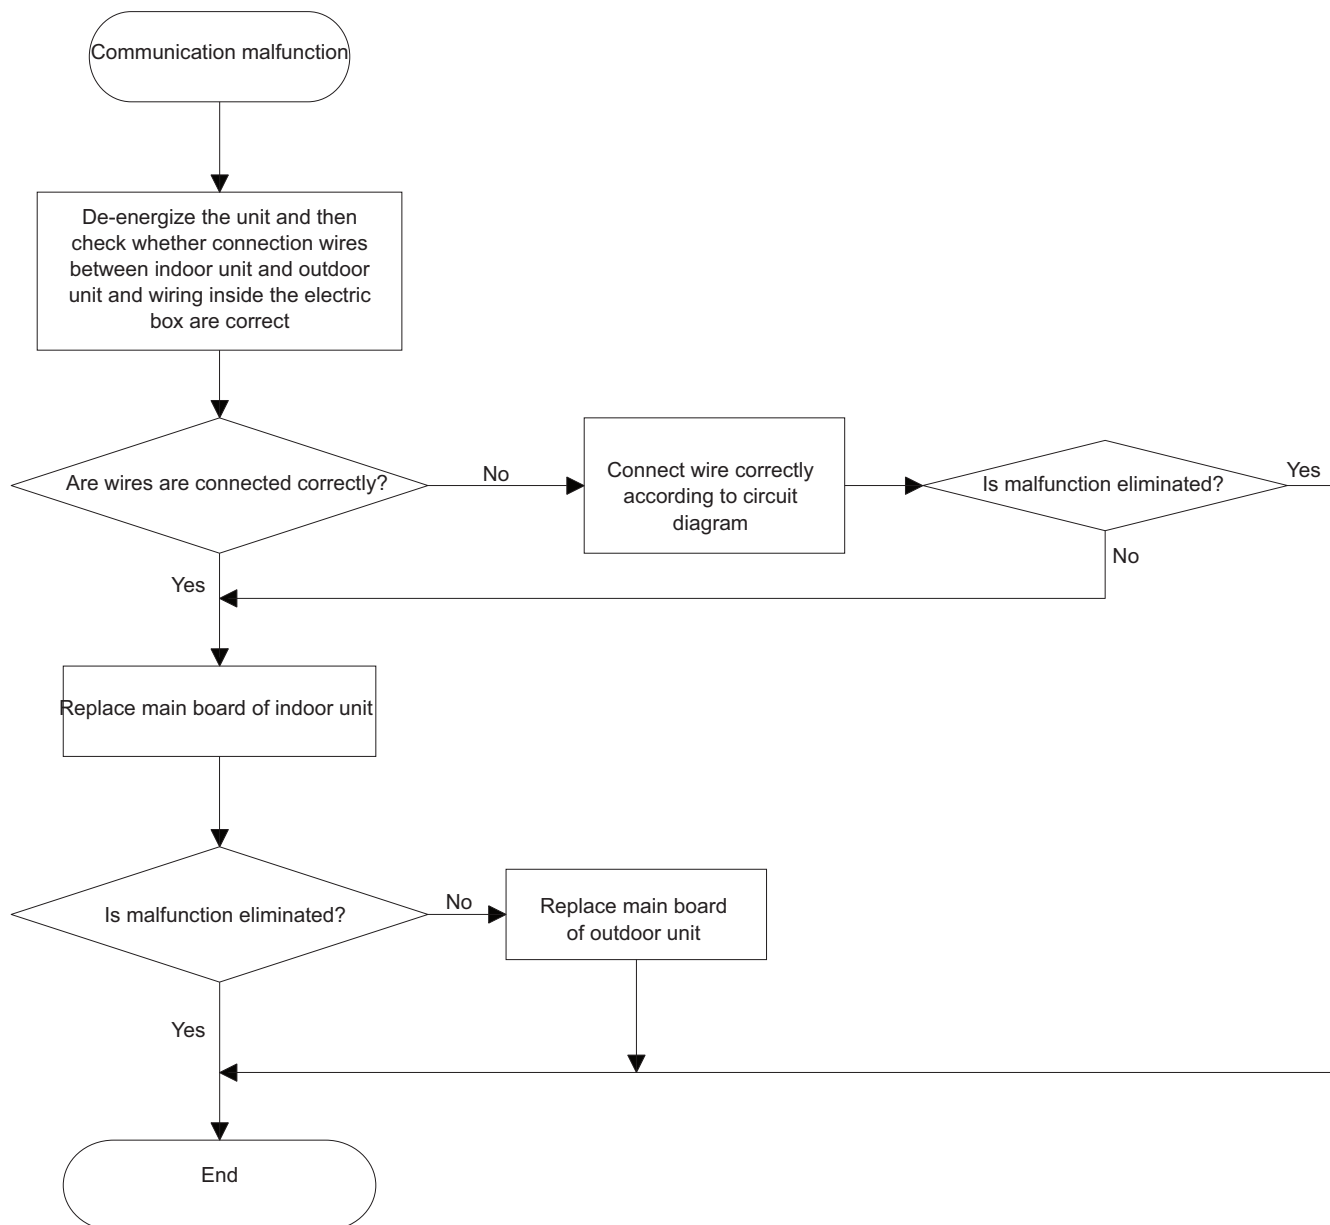 Communication malfunction
De-energize the unit and then
check whether connection wires
between indoor unit and outdoor
unit and wiring inside the electric
box are correct
Are wires are connected correctly?
No
Connect wire correctly
according to circuit
diagram
Is malfunction eliminated?
Yes
No
Yes
Replace main board of indoor unit
Is malfunction eliminated?
No
Replace main board
of outdoor unit
Yes
End